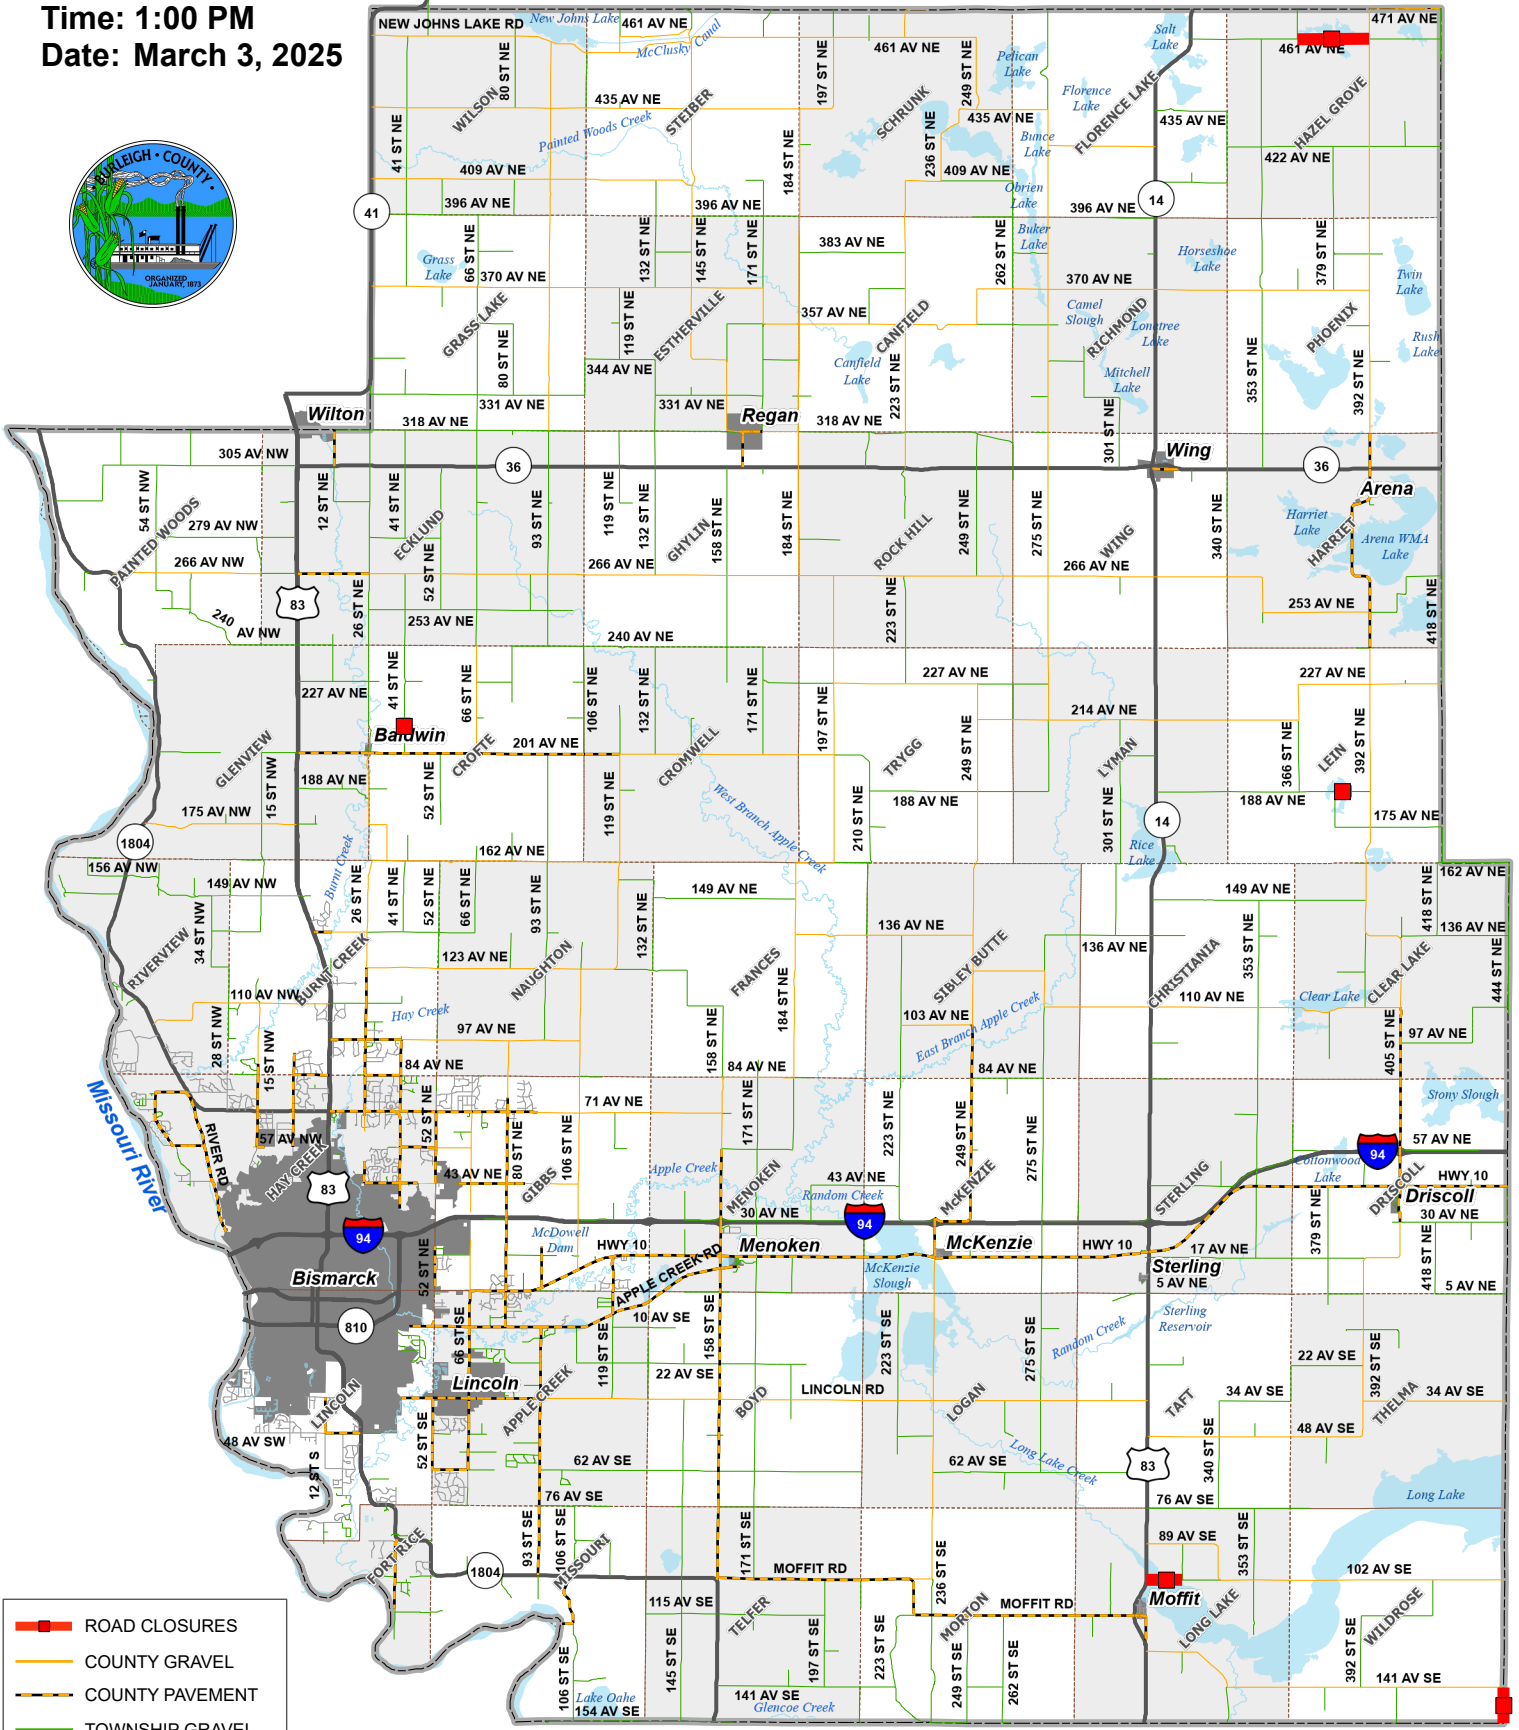 Time: 1:00 PM
Date: March 3, 2025
BURLEIGH • COUNTY
ORGANIZED
JANUARY, 1873
NEW JOHNS LAKE RD
New Johns Lake
461 AV NE
McClusky Canal
461 AV NE
Salt
Lake
471 AV NE
461 AV NE
80 ST NE
197 ST NE
249 ST NE
Pelican
Lake
WILSON
435 AV NE
STEIBER
SCHRUNK
Florence
Lake
FLORENCE LAKE
HAZEL GROVE
41 ST NE
Painted Woods Creek
435 AV NE
435 AV NE
236 ST NE
Bunce
Lake
422 AV NE
184 ST NE
409 AV NE
409 AV NE
Obrien
Lake
41
396 AV NE
396 AV NE
396 AV NE
14
Buker
Lake
66 ST NE
132 ST NE
145 ST NE
171 ST NE
383 AV NE
262 ST NE
Horseshoe
Lake
379 ST NE
Grass
Lake
370 AV NE
370 AV NE
Twin
Lake
GRASS LAKE
119 ST NE
ESTHERVILLE
357 AV NE
CANFIELD
Camel
Slough
RICHMOND
Lonetree
Lake
PHOENIX
Rush
Lake
80 ST NE
344 AV NE
Canfield
Lake
223 ST NE
Mitchell
Lake
353 ST NE
392 ST NE
Wilton
331 AV NE
331 AV NE
Regan
318 AV NE
318 AV NE
301 ST NE
Wing
305 AV NW
36
36
Arena
54 ST NW
PAINTED WOODS
279 AV NW
12 ST NE
41 ST NE
ECKLUND
93 ST NE
119 ST NE
132 ST NE
GHYLIN
158 ST NE
184 ST NE
ROCK HILL
249 ST NE
275 ST NE
WING
340 ST NE
Harriet
Lake
HARRIET
Arena WMA
Lake
266 AV NW
52 ST NE
266 AV NE
266 AV NE
83
26 ST NE
253 AV NE
223 ST NE
253 AV NE
418 ST NE
240
AV NW
240 AV NE
227 AV NE
41 ST NE
66 ST NE
106 ST NE
132 ST NE
171 ST NE
197 ST NE
227 AV NE
227 AV NE
214 AV NE
Baldwin
201 AV NE
GLENVIEW
CROFTE
CROMWELL
TRYGG
249 ST NE
LYMAN
366 ST NE
LEIN
392 ST NE
15 ST NW
188 AV NE
52 ST NE
119 ST NE
West Branch Apple Creek
210 ST NE
188 AV NE
301 ST NE
188 AV NE
175 AV NW
14
175 AV NE
1804
Burnt Creek
162 AV NE
Rice
Lake
156 AV NW
149 AV NW
26 ST NE
41 ST NE
52 ST NE
66 ST NE
93 ST NE
149 AV NE
149 AV NE
418 ST NE
162 AV NE
34 ST NW
132 ST NE
136 AV NE
136 AV NE
353 ST NE
136 AV NE
RIVERVIEW
BURNT CREEK
123 AV NE
NAUGHTON
FRANCES
SIBLEY BUTTE
CHRISTIANIA
CLEAR LAKE
444 ST NE
110 AV NW
Hay Creek
184 ST NE
110 AV NE
Clear Lake
28 ST NW
15 ST NW
97 AV NE
158 ST NE
103 AV NE
East Branch Apple Creek
405 ST NE
97 AV NE
84 AV NE
84 AV NE
84 AV NE
Missouri River
71 AV NE
Stony Slough
RIVER RD
57 AV NW
52 ST NE
80 ST NE
106 ST NE
171 ST NE
223 ST NE
249 ST NE
275 ST NE
94
57 AV NE
HAY CREEK
83
43 AV NE
GIBBS
Apple Creek
MENOKEN
43 AV NE
Random Creek
McKENZIE
STERLING
Cottonwood
Lake
HWY 10
DRISCOLL
Driscoll
94
30 AV NE
94
379 ST NE
30 AV NE
McDowell
Dam
HWY 10
Menoken
McKenzie
HWY 10
17 AV NE
Bismarck
52 ST NE
APPLE CREEK RD
McKenzie
Slough
Sterling
5 AV NE
418 ST NE
5 AV NE
810
66 ST SE
10 AV SE
158 ST SE
223 ST SE
275 ST SE
Random Creek
Sterling
Reservoir
119 ST SE
22 AV SE
22 AV SE
392 ST SE
Lincoln
LINCOLN
APPLE CREEK
BOYD
LINCOLN RD
LOGAN
TAFT
34 AV SE
THELMA
34 AV SE
48 AV SW
52 ST SE
48 AV SE
12 ST S
62 AV SE
62 AV SE
Long Lake Creek
83
340 ST SE
76 AV SE
76 AV SE
Long Lake
FORT RICE
93 ST SE
106 ST SE
MISSOURI
171 ST SE
89 AV SE
353 ST SE
1804
MOFFIT RD
236 ST SE
102 AV SE
Moffit
115 AV SE
TELFER
MORTON
MOFFIT RD
LONG LAKE
WILDROSE
106 ST SE
145 ST SE
197 ST SE
223 ST SE
249 ST SE
262 ST SE
392 ST SE
141 AV SE
141 AV SE
Lake Oahe
154 AV SE
Glencoe Creek
ROAD CLOSURES
COUNTY GRAVEL
COUNTY PAVEMENT
TOWNSHIP GRAVEL